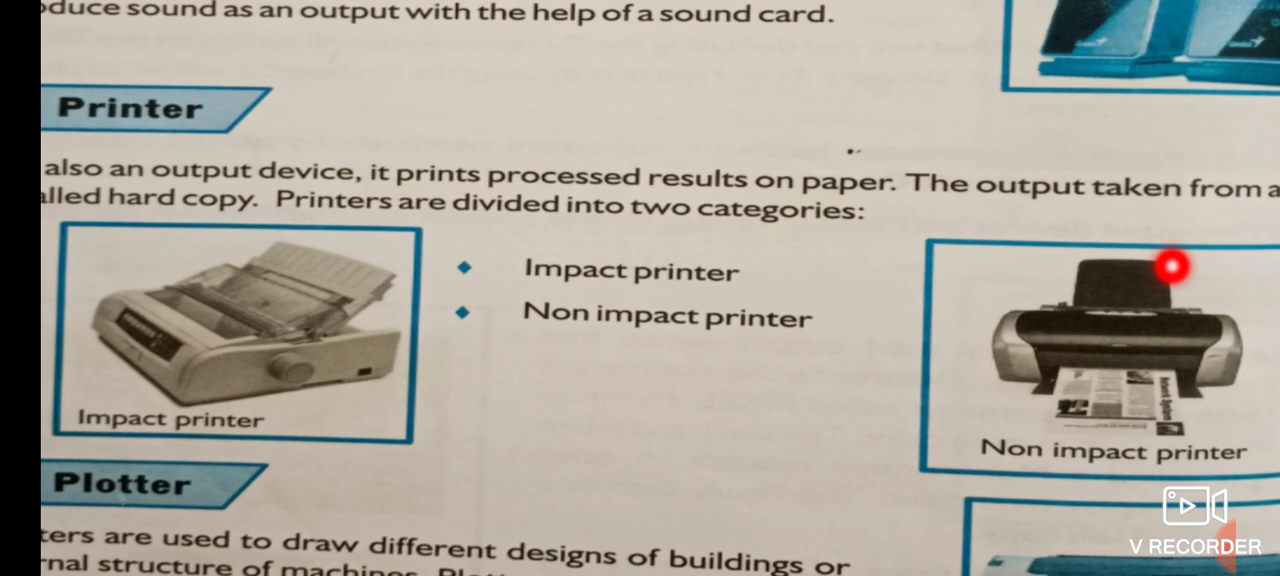 duce sound as an output with the help of a sound card.
Printer
also an output device, it prints processed results on paper. The output taken from a
lled hard copy. Printers are divided into two categories:
Impact printer
Non impact printer
Impact printer
Non impact printer
Plotter
ters are used to draw different designs of buildings or
rnal structure of machines.
V RECORDER